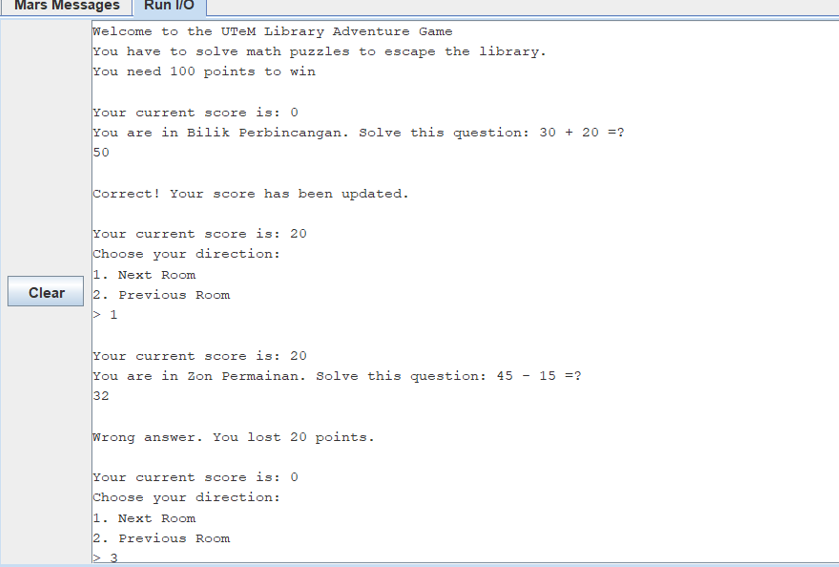 Mars Messages Run I/O
Welcome to the UTeM Library Adventure Game
You have to solve math puzzles to escape the library.
You need 100 points to win
Your current score is: 0
You are in Bilik Perbincangan. Solve this question: 30 + 20 =?
50
Correct! Your score has been updated.
Your current score is: 20
Choose your direction:
1. Next Room
Clear
2. Previous Room
> 1
Your current score is: 20
You are in Zon Permainan. Solve this question: 45 - 15 =?
32
Wrong answer. You lost 20 points.
Your current score is: 0
Choose your direction:
1. Next Room
2. Previous Room
> 3